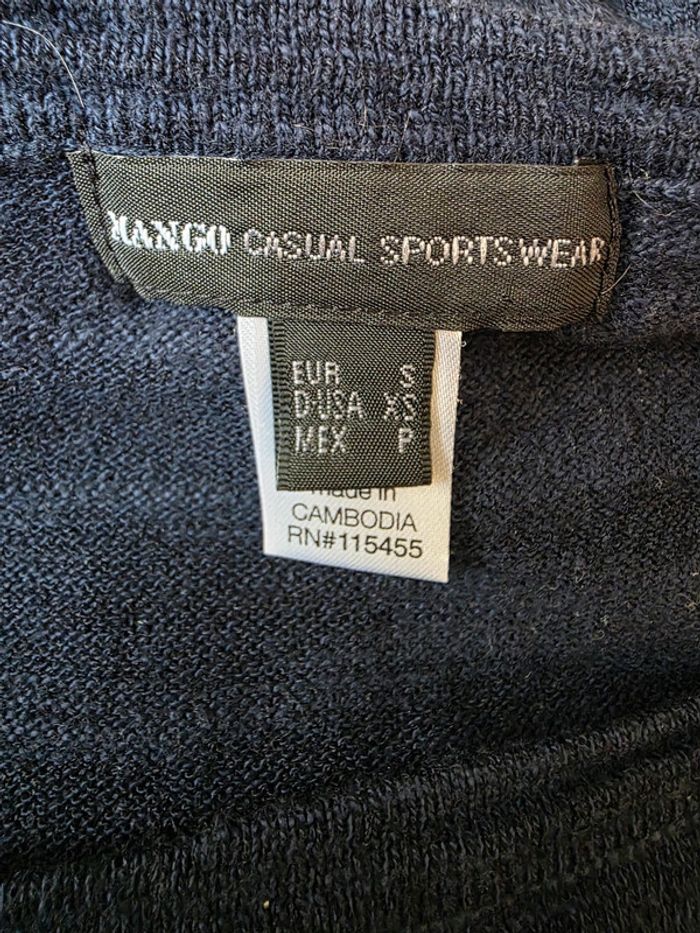 MANGO CASUAL SPORTSWEAR
EUR S
D·USA XS
MEX P
made in
CAMBODIA
RN#115455